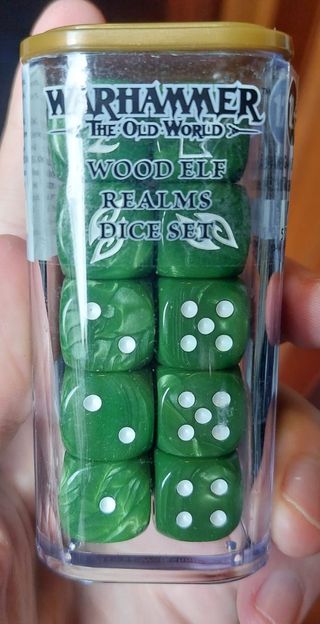 WARHAMMER
THE OLD WORLD
WOOD ELF
REALMS
DICE SET